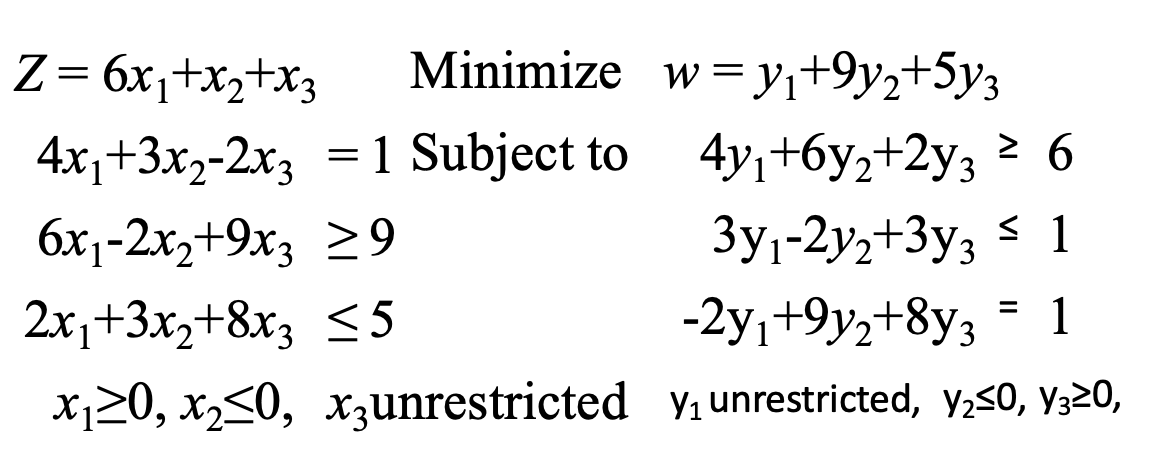 Z = 6x₁+x₂+x₃ Minimize w = y₁+9y₂+5y₃
4x₁+3x₂-2x₃ = 1 Subject to 4y₁+6y₂+2y₃ ≥ 6
6x₁-2x₂+9x₃ ≥ 9 3y₁-2y₂+3y₃ ≤ 1
2x₁+3x₂+8x₃ ≤ 5 -2y₁+9y₂+8y₃ = 1
x₁≥0, x₂≤0, x₃unrestricted y₁ unrestricted, y₂≤0, y₃≥0,